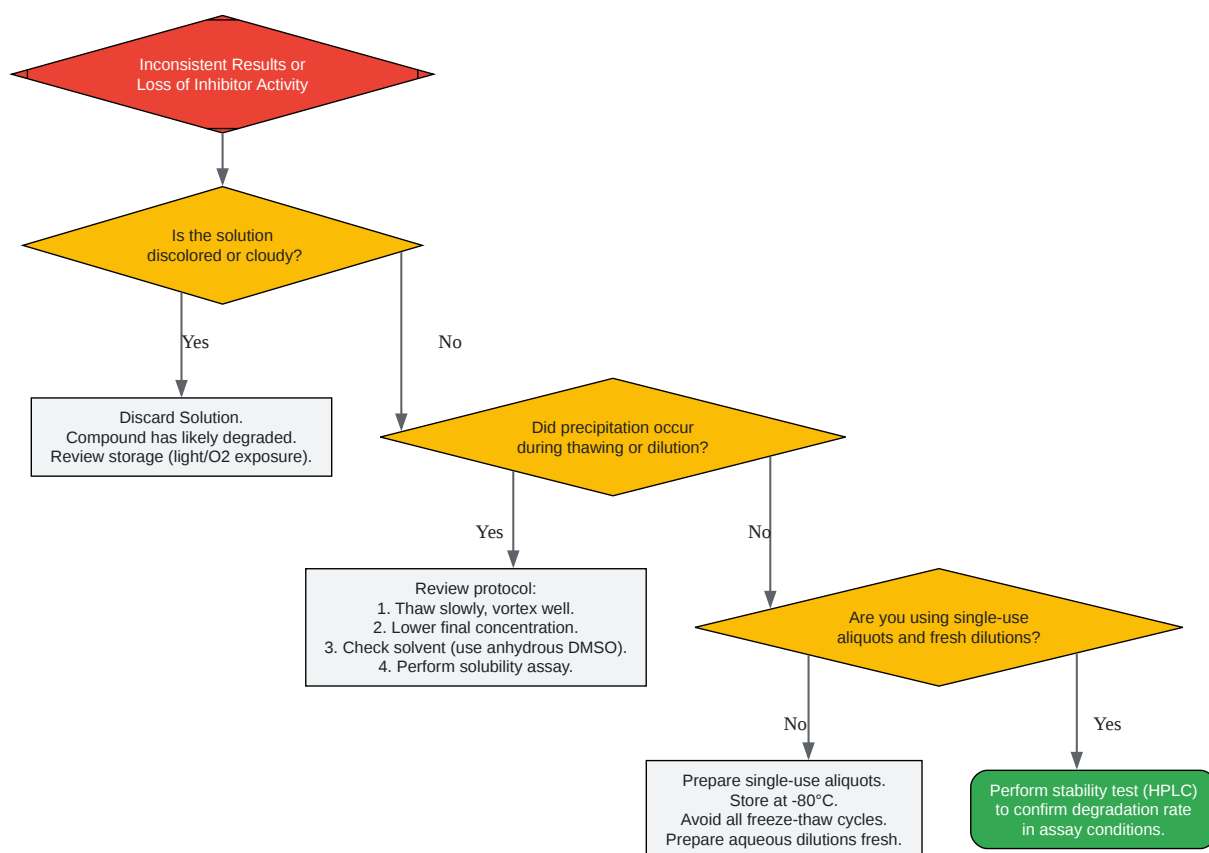 Inconsistent Results or
Loss of Inhibitor Activity
Is the solution
discolored or cloudy?
Yes
No
Discard Solution.
Compound has likely degraded.
Review storage (light/O2 exposure).
Did precipitation occur
during thawing or dilution?
Yes
No
Review protocol:
1. Thaw slowly, vortex well.
2. Lower final concentration.
3. Check solvent (use anhydrous DMSO).
4. Perform solubility assay.
Are you using single-use
aliquots and fresh dilutions?
No
Yes
Prepare single-use aliquots.
Store at -80°C.
Avoid all freeze-thaw cycles.
Prepare aqueous dilutions fresh.
Perform stability test (HPLC)
to confirm degradation rate
in assay conditions.